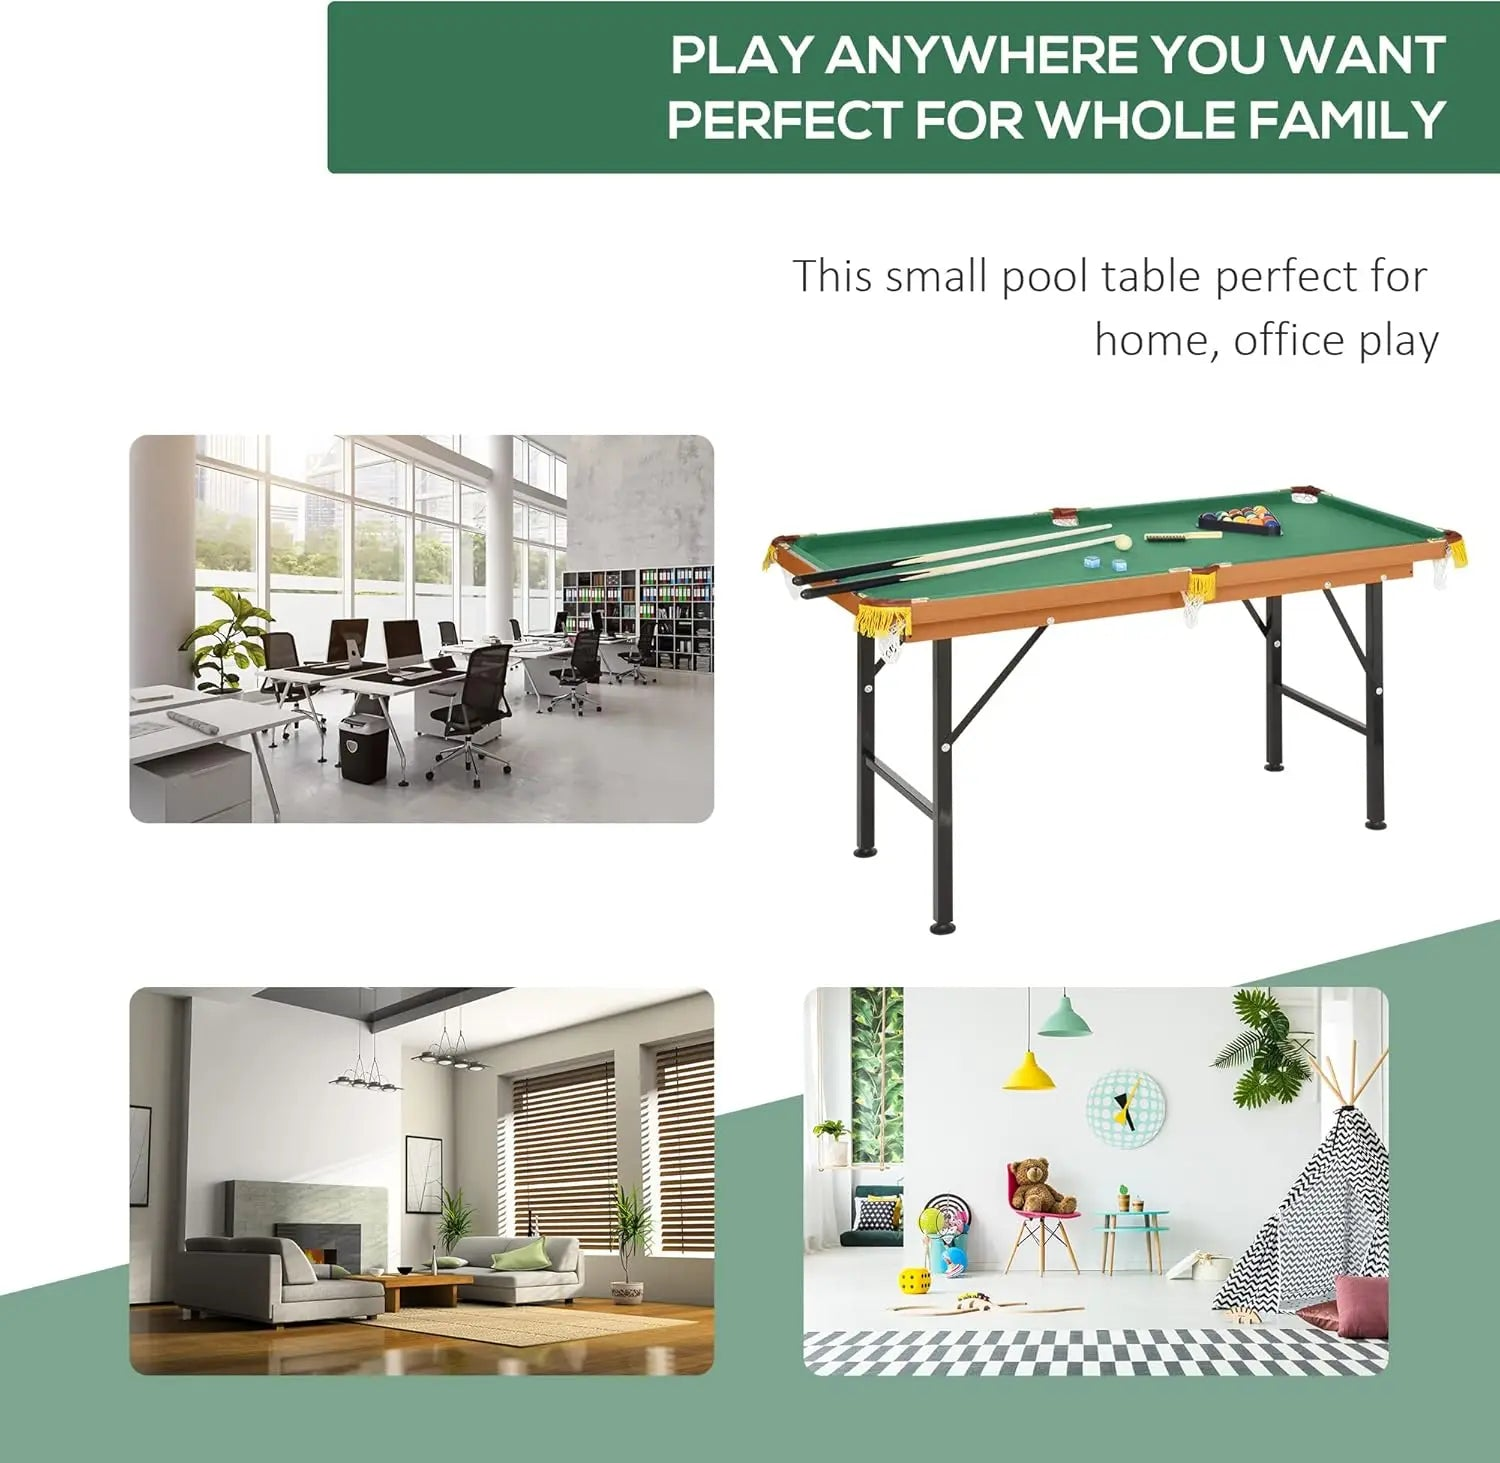 PLAY ANYWHERE YOU WANT
PERFECT FOR WHOLE FAMILY
This small pool table perfect for
home, office play